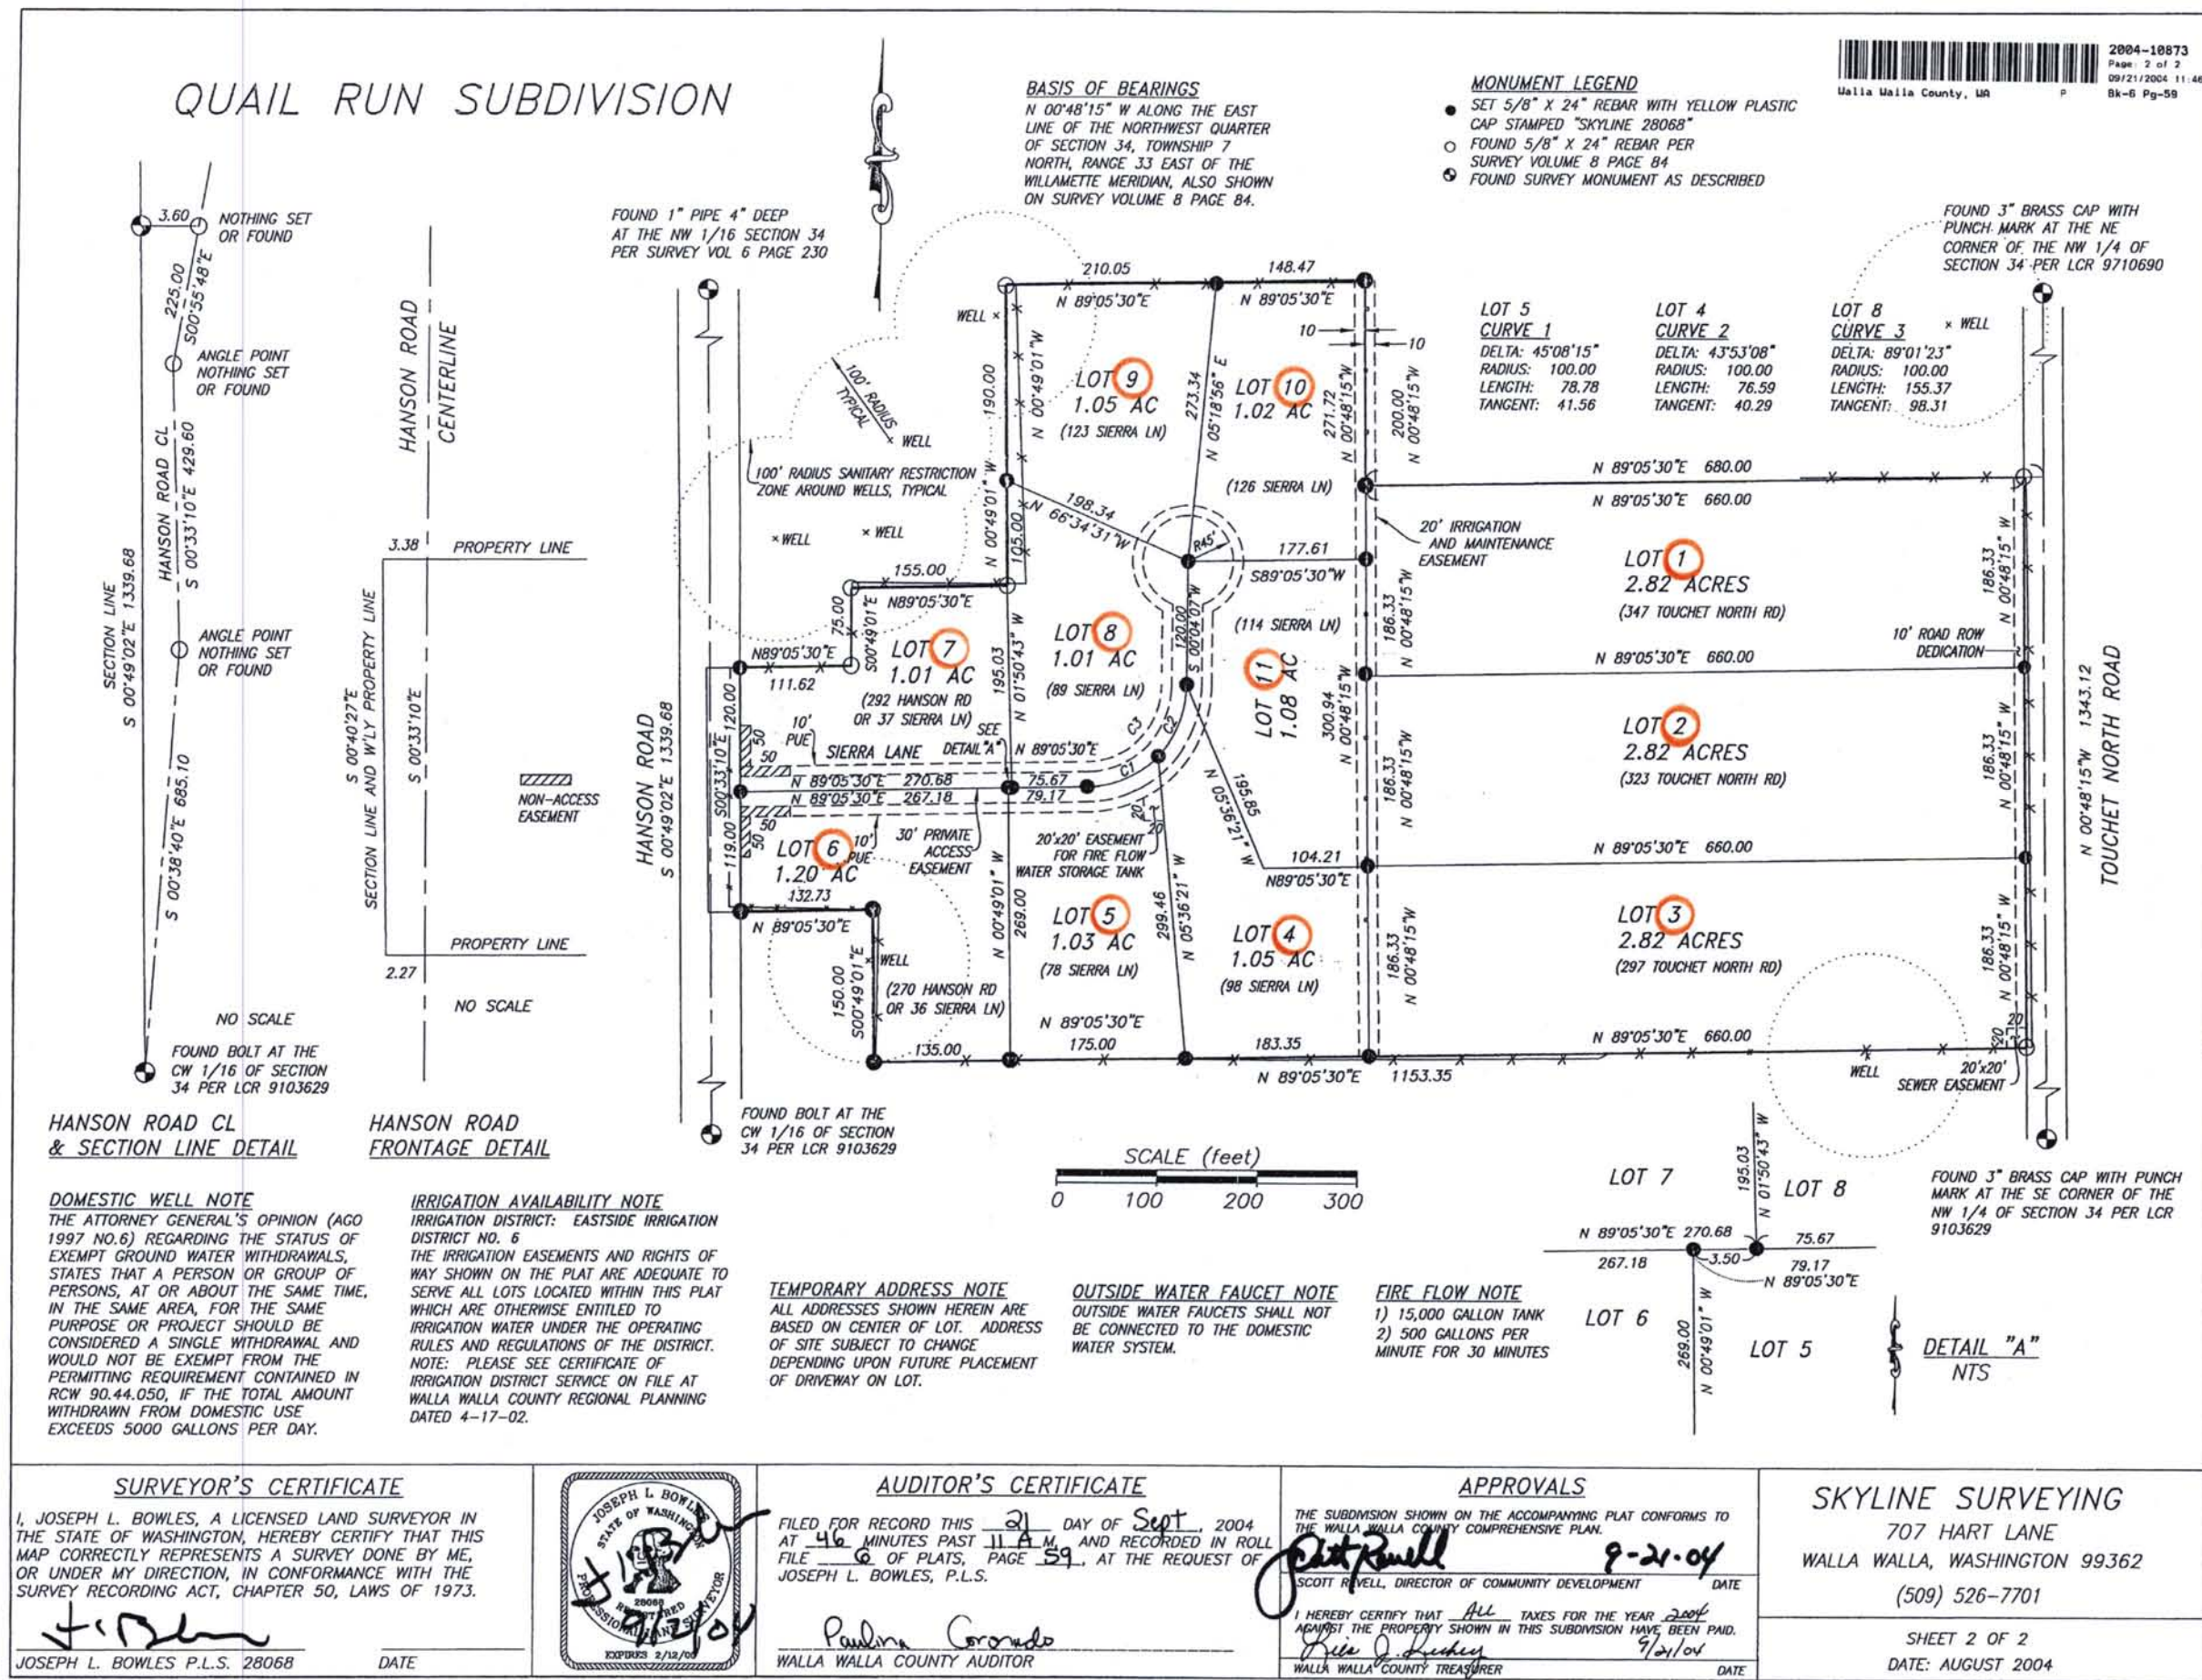 QUAIL RUN SUBDIVISION
BASIS OF BEARINGS
N 00°48'15" W ALONG THE EAST
LINE OF THE NORTHWEST QUARTER
OF SECTION 34, TOWNSHIP 7
NORTH, RANGE 33 EAST OF THE
WILLAMETTE MERIDIAN, ALSO SHOWN
ON SURVEY VOLUME 8 PAGE 84.
MONUMENT LEGEND
SET 5/8" X 24" REBAR WITH YELLOW PLASTIC
CAP STAMPED "SKYLINE 28068"
FOUND 5/8" X 24" REBAR PER
SURVEY VOLUME 8 PAGE 84
FOUND SURVEY MONUMENT AS DESCRIBED
Walla Walla County, WA
P
2004-10873
Page: 2 of 2
09/21/2004 11:46
Bk-6 Pg-59
3.60
NOTHING SET
OR FOUND
225.00
S00°55'48"E
ANGLE POINT
NOTHING SET
OR FOUND
HANSON ROAD CL
S 00°33'10"E 429.60
SECTION LINE
S 00°49'02"E 1339.68
ANGLE POINT
NOTHING SET
OR FOUND
S 00°38'40"E 685.10
NO SCALE
FOUND BOLT AT THE
CW 1/16 OF SECTION
34 PER LCR 9103629
HANSON ROAD CL
& SECTION LINE DETAIL
HANSON ROAD
CENTERLINE
3.38
PROPERTY LINE
S 00°40'27"E
SECTION LINE AND W'LY PROPERTY LINE
S 00°33'10"E
NON-ACCESS
EASEMENT
PROPERTY LINE
2.27
NO SCALE
HANSON ROAD
FRONTAGE DETAIL
FOUND 1" PIPE 4" DEEP
AT THE NW 1/16 SECTION 34
PER SURVEY VOL 6 PAGE 230
HANSON ROAD
S 00°49'02"E 1339.68
FOUND BOLT AT THE
CW 1/16 OF SECTION
34 PER LCR 9103629
100' RADIUS
TYPICAL
WELL
WELL
100' RADIUS SANITARY RESTRICTION
ZONE AROUND WELLS, TYPICAL
WELL
WELL
210.05
N 89°05'30"E
148.47
N 89°05'30"E
190.00
N 00°49'01"W
N 00°49'01"W
105.00
LOT 9
1.05 AC
(123 SIERRA LN)
273.34
N 05°18'56" E
LOT 10
1.02 AC
(126 SIERRA LN)
10
10
271.72
N 00°48'15"W
200.00
N 00°48'15"W
198.34
N 66°34'31"W
R45'
177.61
S89°05'30"W
20' IRRIGATION
AND MAINTENANCE
EASEMENT
155.00
N89°05'30"E
75.00
S00°49'01"E
N89°05'30"E
111.62
LOT 7
1.01 AC
(292 HANSON RD
OR 37 SIERRA LN)
195.03
N 01°50'43" W
LOT 8
1.01 AC
(89 SIERRA LN)
120.00
S 00°04'07"W
(114 SIERRA LN)
LOT 11
1.08 AC
300.94
N 00°48'15"W
186.33
N 00°48'15"W
120.00
S00°33'10"E
119.00
50
50
50
50
10'
PUE
SIERRA LANE
SEE
DETAIL "A"
N 89°05'30"E
N 89°05'30"E 270.68
75.67
N 89°05'30"E 267.18
79.17
C1
C2
C3
LOT 6
1.20 AC
10'
PUE
30' PRIVATE
ACCESS
EASEMENT
20'x20' EASEMENT
FOR FIRE FLOW
WATER STORAGE TANK
20
20
195.85
N 05°36'21" W
104.21
N89°05'30"E
186.33
N 00°48'15"W
132.73
N 89°05'30"E
150.00
S00°49'01"E
WELL
(270 HANSON RD
OR 36 SIERRA LN)
135.00
N 00°49'01" W
269.00
LOT 5
1.03 AC
(78 SIERRA LN)
N 89°05'30"E
175.00
299.46
N 05°36'21" W
LOT 4
1.05 AC
(98 SIERRA LN)
183.35
N 89°05'30"E 1153.35
186.33
N 00°48'15"W
FOUND 3" BRASS CAP WITH
PUNCH MARK AT THE NE
CORNER OF THE NW 1/4 OF
SECTION 34 PER LCR 9710690
LOT 5
CURVE 1
DELTA: 45°08'15"
RADIUS: 100.00
LENGTH: 78.78
TANGENT: 41.56
LOT 4
CURVE 2
DELTA: 43°53'08"
RADIUS: 100.00
LENGTH: 76.59
TANGENT: 40.29
LOT 8
CURVE 3
DELTA: 89°01'23"
RADIUS: 100.00
LENGTH: 155.37
TANGENT: 98.31
WELL
N 89°05'30"E 680.00
N 89°05'30"E 660.00
LOT 1
2.82 ACRES
(347 TOUCHET NORTH RD)
186.33
N 00°48'15"W
10' ROAD ROW
DEDICATION
N 89°05'30"E 660.00
LOT 2
2.82 ACRES
(323 TOUCHET NORTH RD)
186.33
N 00°48'15"W
N 89°05'30"E 660.00
LOT 3
2.82 ACRES
(297 TOUCHET NORTH RD)
186.33
N 00°48'15"W
N 89°05'30"E 660.00
20
20
WELL
20'x20'
SEWER EASEMENT
N 00°48'15"W 1343.12
TOUCHET NORTH ROAD
FOUND 3" BRASS CAP WITH PUNCH
MARK AT THE SE CORNER OF THE
NW 1/4 OF SECTION 34 PER LCR
9103629
SCALE (feet)
0 100 200 300
LOT 7
195.03
N 01°50'43" W
LOT 8
N 89°05'30"E 270.68
75.67
267.18
3.50
79.17
N 89°05'30"E
LOT 6
269.00
N 00°49'01" W
LOT 5
DETAIL "A"
NTS
DOMESTIC WELL NOTE
THE ATTORNEY GENERAL'S OPINION (AGO
1997 NO.6) REGARDING THE STATUS OF
EXEMPT GROUND WATER WITHDRAWALS,
STATES THAT A PERSON OR GROUP OF
PERSONS, AT OR ABOUT THE SAME TIME,
IN THE SAME AREA, FOR THE SAME
PURPOSE OR PROJECT SHOULD BE
CONSIDERED A SINGLE WITHDRAWAL AND
WOULD NOT BE EXEMPT FROM THE
PERMITTING REQUIREMENT CONTAINED IN
RCW 90.44.050, IF THE TOTAL AMOUNT
WITHDRAWN FROM DOMESTIC USE
EXCEEDS 5000 GALLONS PER DAY.
IRRIGATION AVAILABILITY NOTE
IRRIGATION DISTRICT: EASTSIDE IRRIGATION
DISTRICT NO. 6
THE IRRIGATION EASEMENTS AND RIGHTS OF
WAY SHOWN ON THE PLAT ARE ADEQUATE TO
SERVE ALL LOTS LOCATED WITHIN THIS PLAT
WHICH ARE OTHERWISE ENTITLED TO
IRRIGATION WATER UNDER THE OPERATING
RULES AND REGULATIONS OF THE DISTRICT.
NOTE: PLEASE SEE CERTIFICATE OF
IRRIGATION DISTRICT SERVICE ON FILE AT
WALLA WALLA COUNTY REGIONAL PLANNING
DATED 4-17-02.
TEMPORARY ADDRESS NOTE
ALL ADDRESSES SHOWN HEREIN ARE
BASED ON CENTER OF LOT. ADDRESS
OF SITE SUBJECT TO CHANGE
DEPENDING UPON FUTURE PLACEMENT
OF DRIVEWAY ON LOT.
OUTSIDE WATER FAUCET NOTE
OUTSIDE WATER FAUCETS SHALL NOT
BE CONNECTED TO THE DOMESTIC
WATER SYSTEM.
FIRE FLOW NOTE
1) 15,000 GALLON TANK
2) 500 GALLONS PER
MINUTE FOR 30 MINUTES
SURVEYOR'S CERTIFICATE
I, JOSEPH L. BOWLES, A LICENSED LAND SURVEYOR IN
THE STATE OF WASHINGTON, HEREBY CERTIFY THAT THIS
MAP CORRECTLY REPRESENTS A SURVEY DONE BY ME,
OR UNDER MY DIRECTION, IN CONFORMANCE WITH THE
SURVEY RECORDING ACT, CHAPTER 50, LAWS OF 1973.
JOSEPH L. BOWLES P.L.S. 28068 DATE
JOSEPH L BOWLES
STATE OF WASHINGTON
28068
REGISTERED
PROFESSIONAL LAND SURVEYOR
EXPIRES 2/12/
AUDITOR'S CERTIFICATE
FILED FOR RECORD THIS 21 DAY OF Sept, 2004
AT 46 MINUTES PAST 11 A M, AND RECORDED IN ROLL
FILE 6 OF PLATS, PAGE 59, AT THE REQUEST OF
JOSEPH L. BOWLES, P.L.S.
Paulina Coronado
WALLA WALLA COUNTY AUDITOR
APPROVALS
THE SUBDIVISION SHOWN ON THE ACCOMPANYING PLAT CONFORMS TO
THE WALLA WALLA COUNTY COMPREHENSIVE PLAN.
9-21-04
SCOTT REVELL, DIRECTOR OF COMMUNITY DEVELOPMENT DATE
I HEREBY CERTIFY THAT ALL TAXES FOR THE YEAR 2004
AGAINST THE PROPERTY SHOWN IN THIS SUBDIVISION HAVE BEEN PAID.
9/21/04
WALLA WALLA COUNTY TREASURER DATE
SKYLINE SURVEYING
707 HART LANE
WALLA WALLA, WASHINGTON 99362
(509) 526-7701
SHEET 2 OF 2
DATE: AUGUST 2004